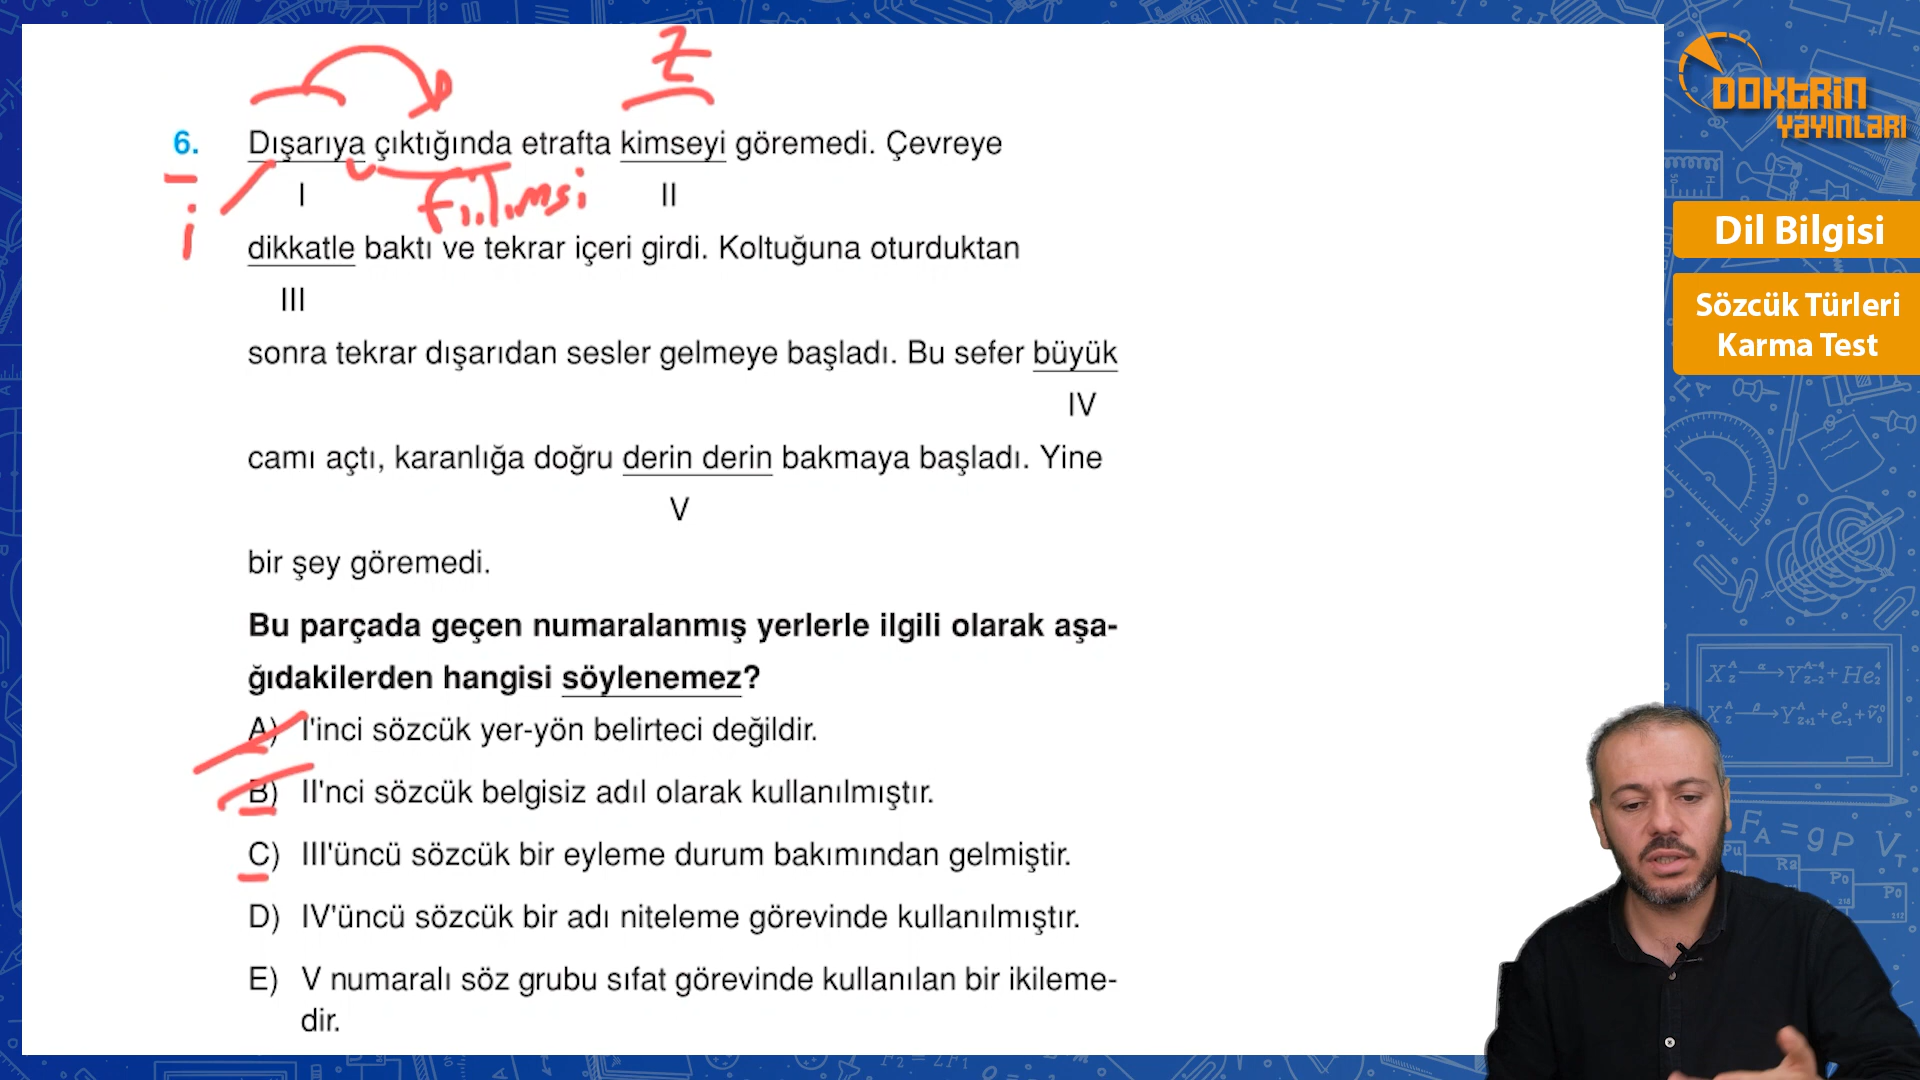 DOKTRİN
YAYINLARI
Dil Bilgisi
Sözcük Türleri
Karma Test
Z
6. Dışarıya çıktığında etrafta kimseyi göremedi. Çevreye
I II
fiilimsi
i
dikkatle baktı ve tekrar içeri girdi. Koltuğuna oturduktan
III
sonra tekrar dışarıdan sesler gelmeye başladı. Bu sefer büyük
IV
camı açtı, karanlığa doğru derin derin bakmaya başladı. Yine
V
bir şey göremedi.
Bu parçada geçen numaralanmış yerlerle ilgili olarak aşa-
ğıdakilerden hangisi söylenemez?
A) I'inci sözcük yer-yön belirteci değildir.
B) II'nci sözcük belgisiz adıl olarak kullanılmıştır.
C) III'üncü sözcük bir eyleme durum bakımından gelmiştir.
D) IV'üncü sözcük bir adı niteleme görevinde kullanılmıştır.
E) V numaralı söz grubu sıfat görevinde kullanılan bir ikileme-
dir.